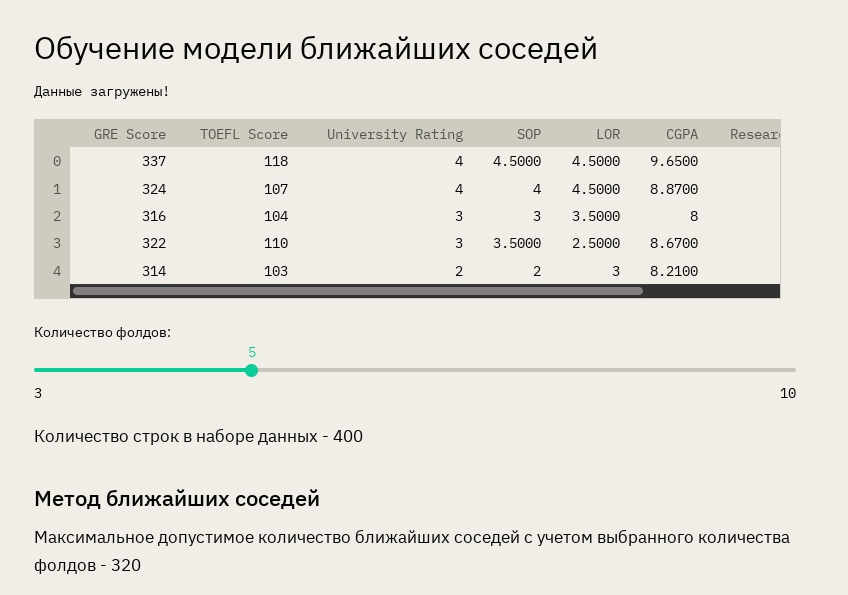 Обучение модели ближайших соседей
Данные загружены!
GRE Score TOEFL Score University Rating SOP LOR CGPA Researc
0 337 118 4 4.5000 4.5000 9.6500
1 324 107 4 4 4.5000 8.8700
2 316 104 3 3 3.5000 8
3 322 110 3 3.5000 2.5000 8.6700
4 314 103 2 2 3 8.2100
Количество фолдов:
5
3 10
Количество строк в наборе данных - 400
Метод ближайших соседей
Максимальное допустимое количество ближайших соседей с учетом выбранного количества
фолдов - 320